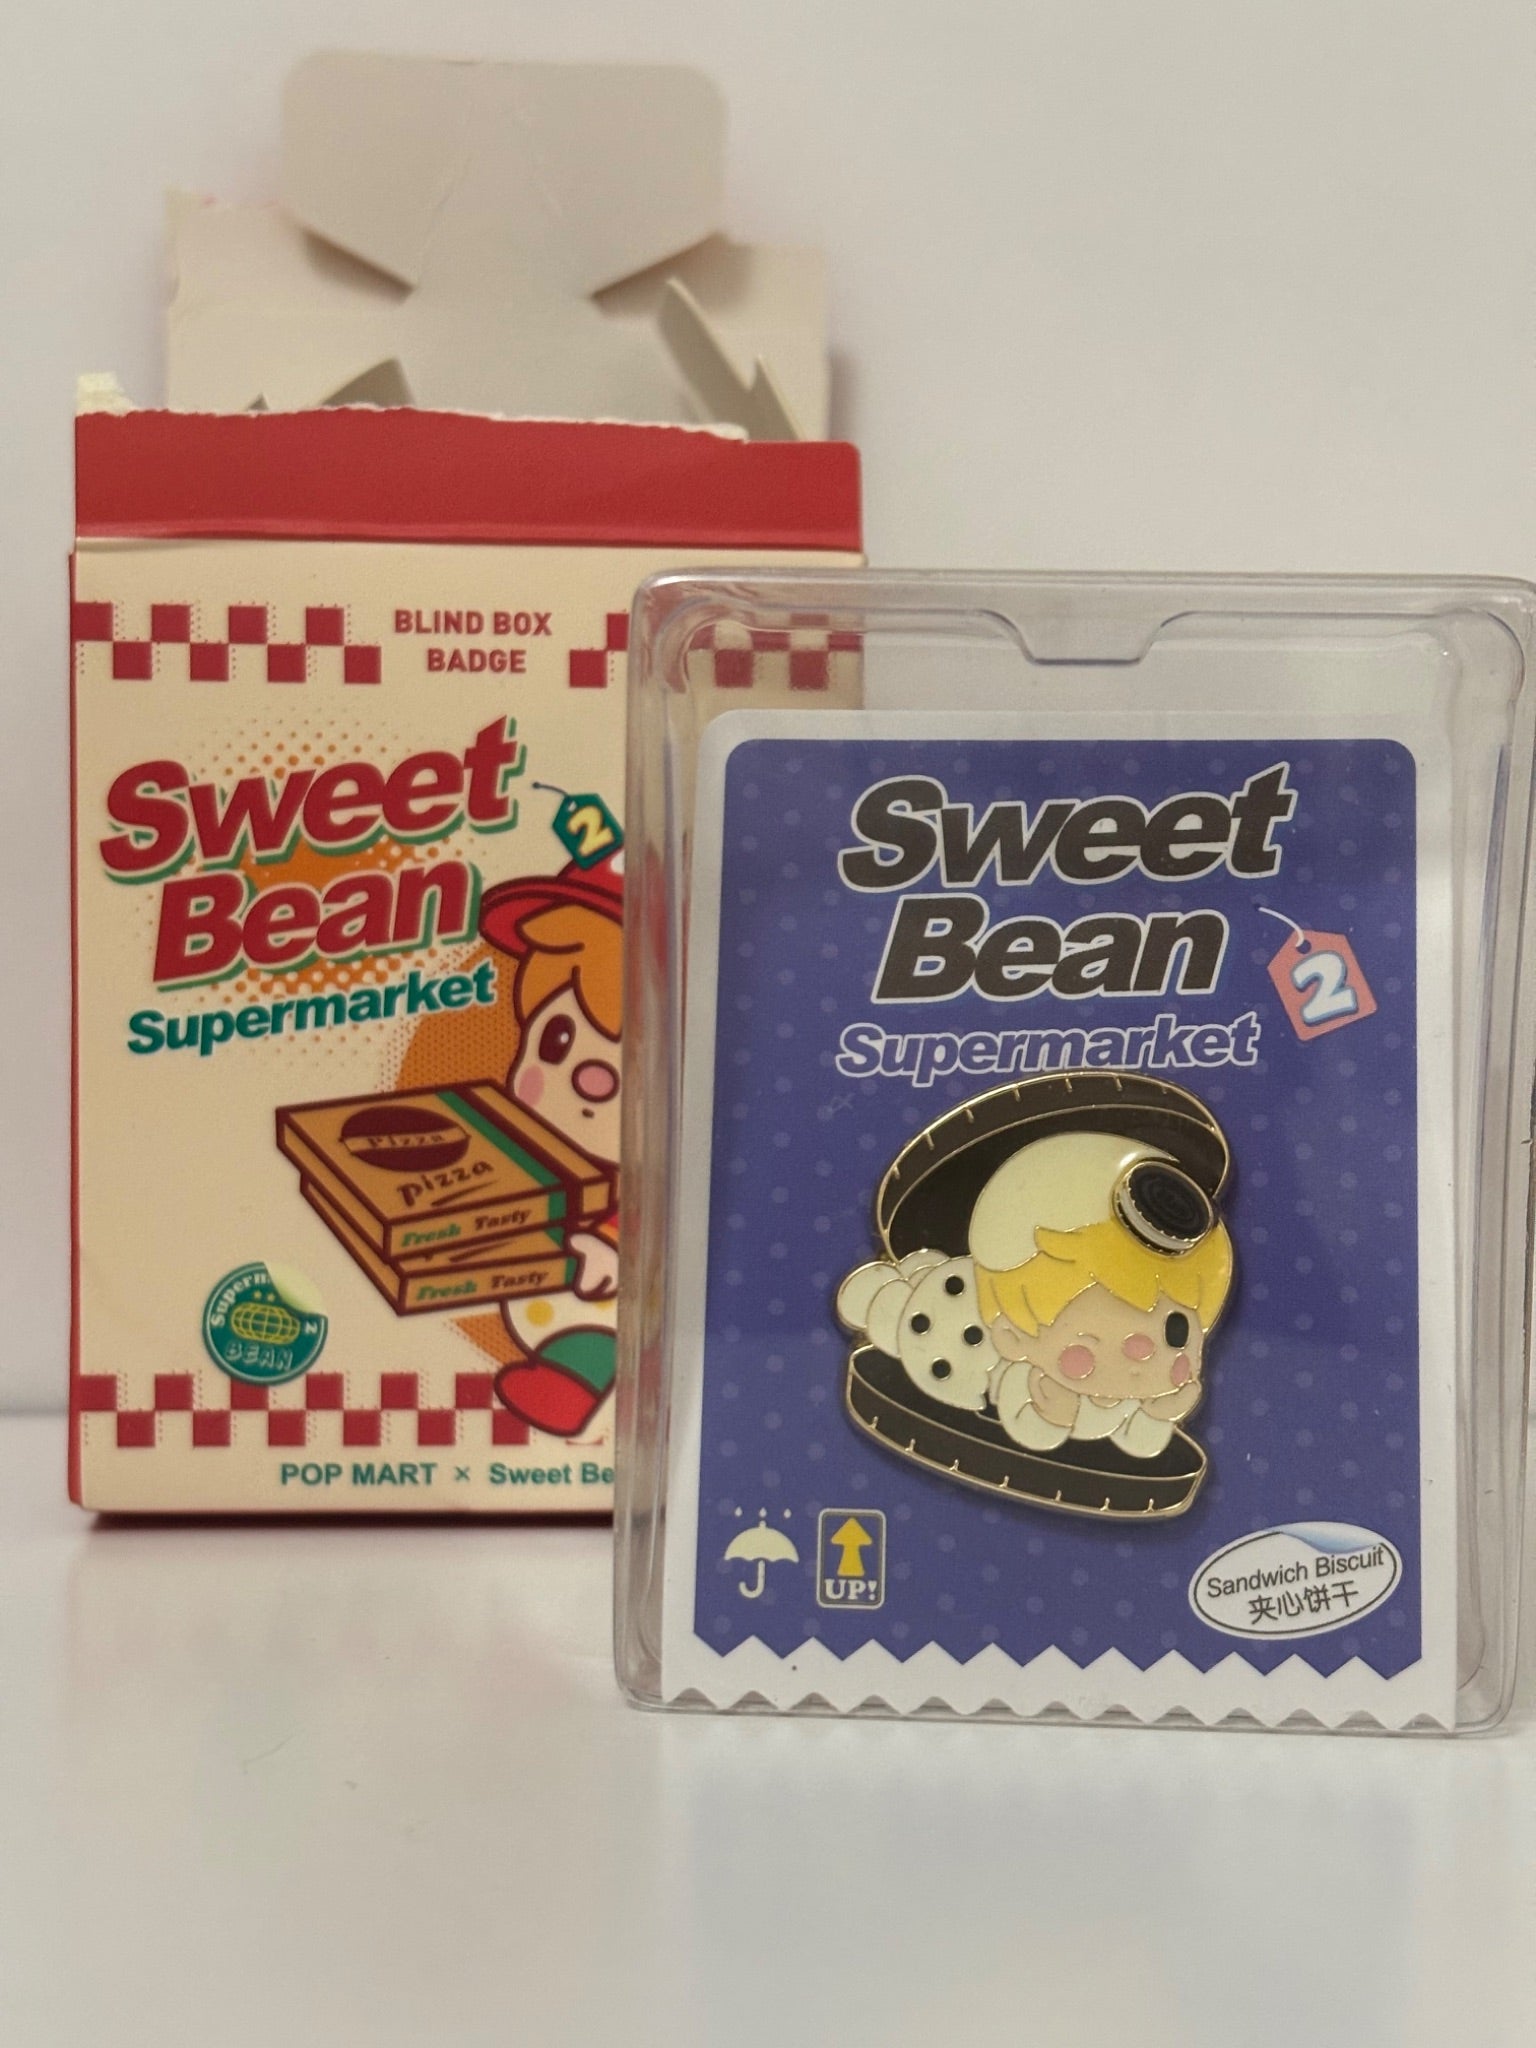 BLIND BOX
BADGE
Sweet
Bean
2
Supermarket
Pizza
pizza
Fresh Tasty
Fresh Tasty
2
BEAN
POP MART × Sweet Be
Sweet
Bean
2
Supermarket
UP!
Sandwich Biscuit
夹心饼干